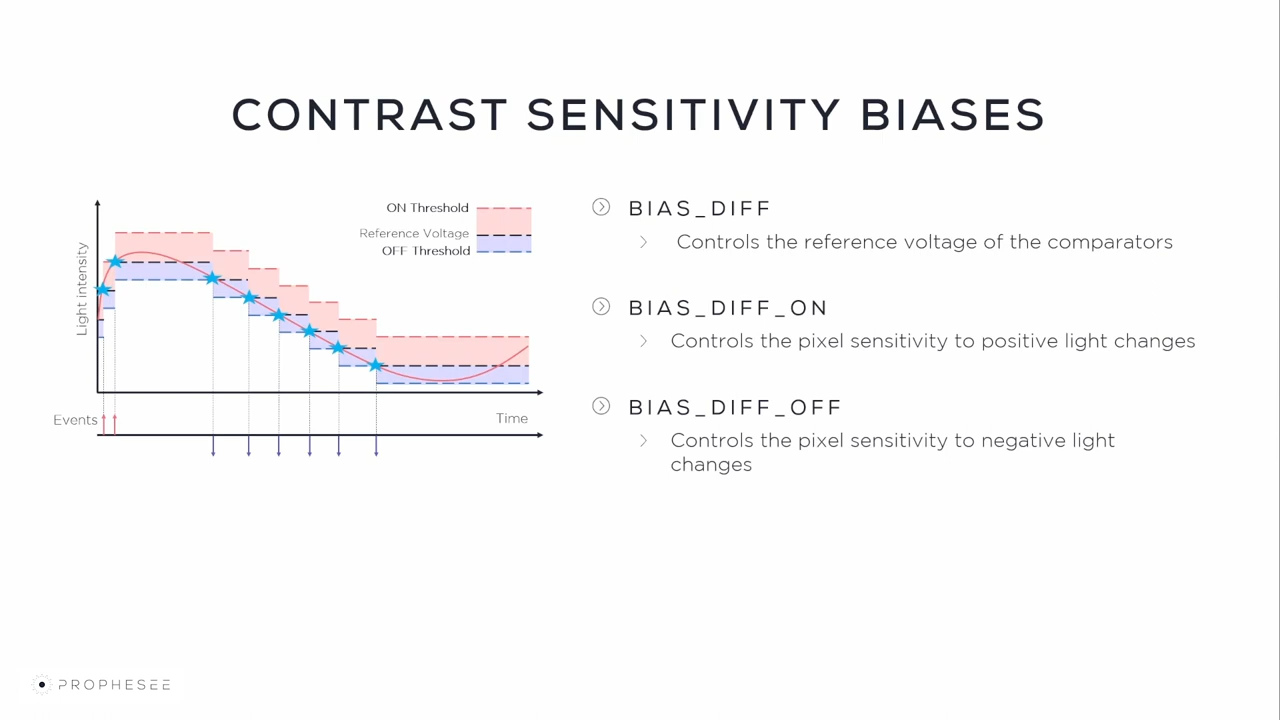 CONTRAST SENSITIVITY BIASES
ON Threshold
Reference Voltage
OFF Threshold
Light intensity
Events
Time
BIAS_DIFF
Controls the reference voltage of the comparators
BIAS_DIFF_ON
Controls the pixel sensitivity to positive light changes
BIAS_DIFF_OFF
Controls the pixel sensitivity to negative light
changes
PROPHESEE